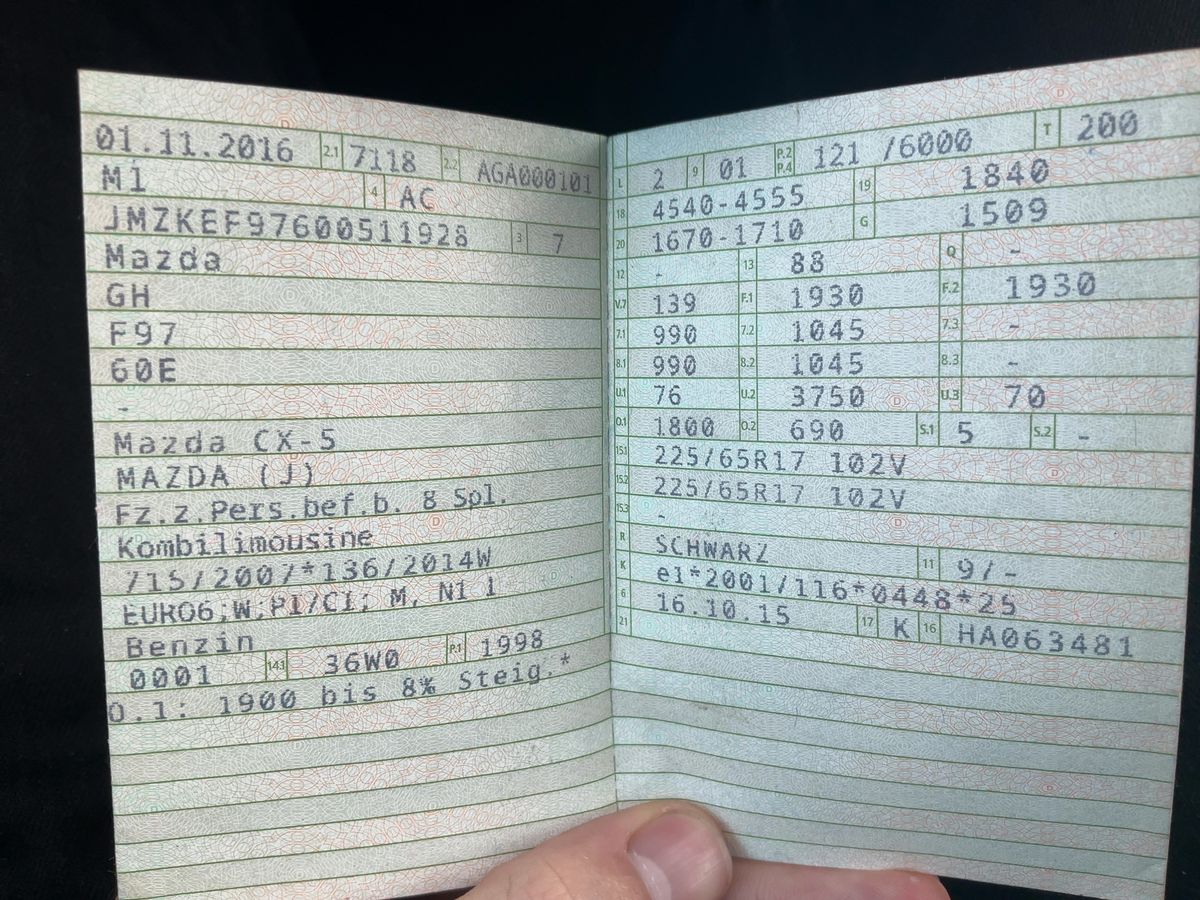 01.11.2016 2.1 7118 2.2 AGA000101
M1 4 AC
JMZKEF97600511928 3 7
Mazda
GH
F97
60E
-
Mazda CX-5
MAZDA (J)
Fz.z.Pers.bef.b. 8 Spl.
Kombilimousine
715/2007*136/2014W
EURO6;W;PI/CI; M, N1 I
Benzin
0001 14.1 36W0 P.1 1998
O.1: 1900 bis 8% Steig.*
L 2 9 01 P.2 P.4 121 /6000 T 200
18 4540-4555 19 1840
20 1670-1710 G 1509
12 - 13 88 Q -
V.7 139 F.1 1930 F.2 1930
7.1 990 7.2 1045 7.3 -
8.1 990 8.2 1045 8.3 -
U.1 76 U.2 3750 U.3 70
O.1 1800 O.2 690 S.1 5 S.2 -
15.1 225/65R17 102V
15.2 225/65R17 102V
15.3 -
R SCHWARZ 11 9/-
K e1*2001/116*0448*25
6 16.10.15 17 K 16 HA063481
21